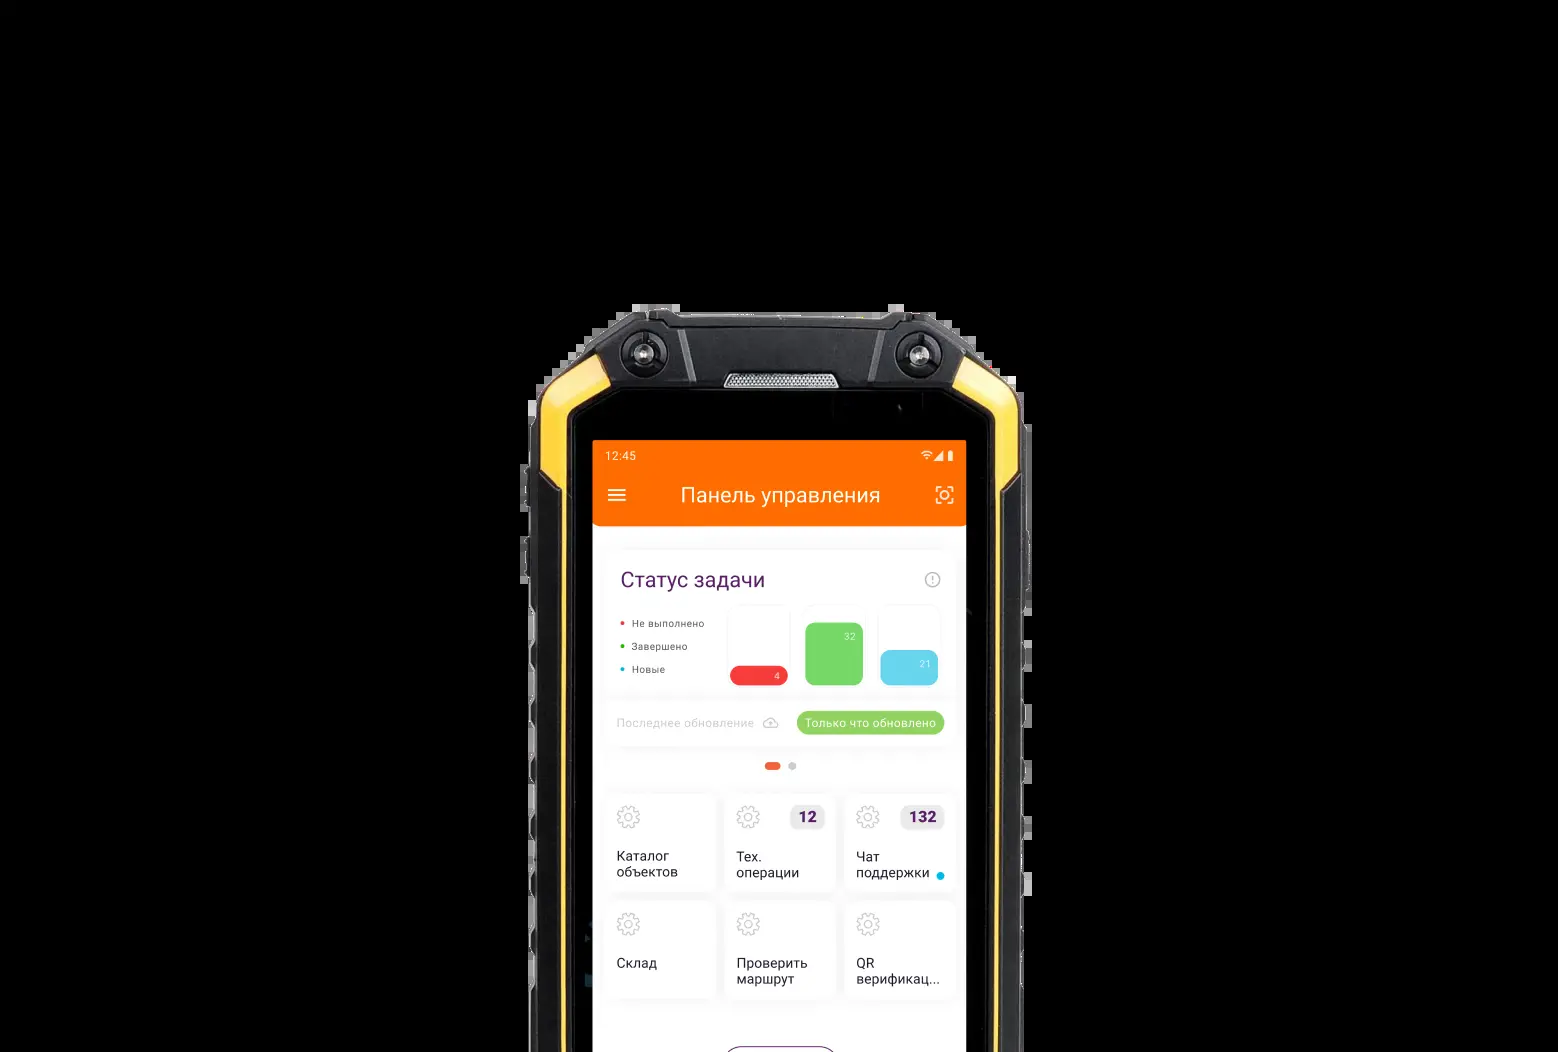 12:45
Панель управления
Статус задачи
Не выполнено
Завершено
Новые
4
32
21
Последнее обновление
Только что обновлено
12
132
Каталог
объектов
Тех.
операции
Чат
поддержки
Склад
Проверить
маршрут
QR
верификац...